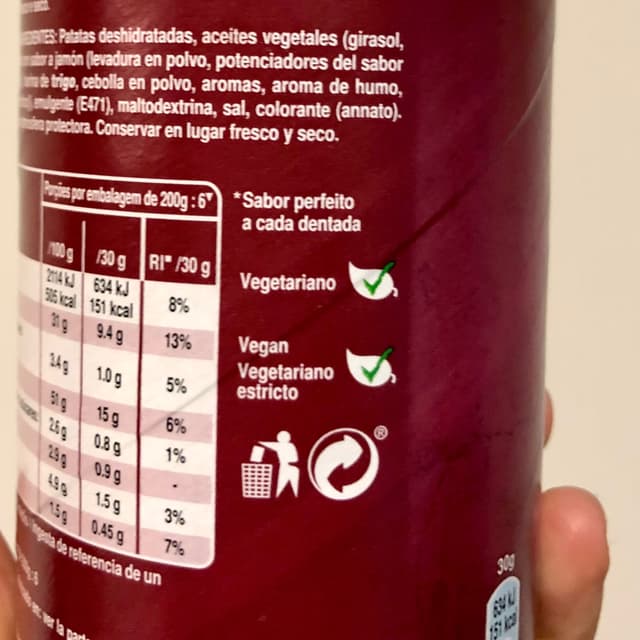 seco.
Patatas deshidratadas, aceites vegetales (girasol,
sabor a jamón (levadura en polvo, potenciadores del sabor
de trigo, cebolla en polvo, aromas, aroma de humo,
emulgente (E471), maltodextrina, sal, colorante (annato).
protectora. Conservar en lugar fresco y seco.
Porções por embalagem de 200g : 6
/100 g /30 g RI /30 g
2114 kJ 634 kJ
505 kcal 151 kcal 8%
31 g 9.4 g 13%
3.4 g 1.0 g 5%
51 g 15 g 6%
2.6 g 0.8 g 1%
2.9 g 0.9 g -
4.9 g 1.5 g 3%
1.5 g 0.45 g 7%
de referencia de un
ver la
*Sabor perfeito
a cada dentada
Vegetariano
Vegan
Vegetariano
estricto
®
30g
634 kJ
151 kcal